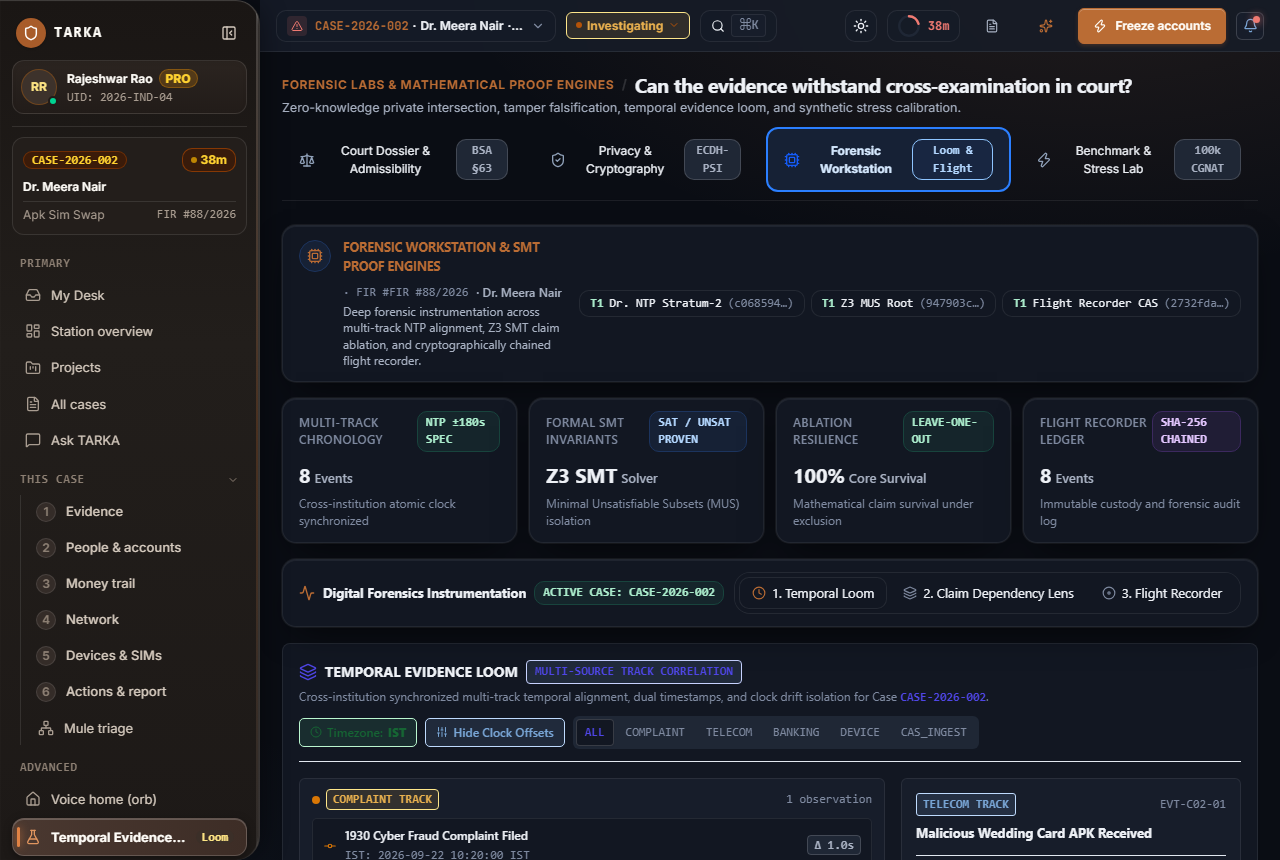 TARKA
Rajeshwar Rao PRO
UID: 2026-IND-04
CASE-2026-002 38m
Dr. Meera Nair
Apk Sim Swap FIR #88/2026
PRIMARY
My Desk
Station overview
Projects
All cases
Ask TARKA
THIS CASE
1 Evidence
2 People & accounts
3 Money trail
4 Network
5 Devices & SIMs
6 Actions & report
Mule triage
ADVANCED
Voice home (orb)
Temporal Evidence... Loom
CASE-2026-002 · Dr. Meera Nair ·...
Investigating
⌘K
38m
Freeze accounts
FORENSIC LABS & MATHEMATICAL PROOF ENGINES / Can the evidence withstand cross-examination in court?
Zero-knowledge private intersection, tamper falsification, temporal evidence loom, and synthetic stress calibration.
Court Dossier &
Admissibility
BSA
§63
Privacy &
Cryptography
ECDH-
PSI
Forensic
Workstation
Loom &
Flight
Benchmark &
Stress Lab
100k
CGNAT
FORENSIC WORKSTATION & SMT
PROOF ENGINES
· FIR #FIR #88/2026 · Dr. Meera Nair
Deep forensic instrumentation across
multi-track NTP alignment, Z3 SMT claim
ablation, and cryptographically chained
flight recorder.
T1 Dr. NTP Stratum-2 (c068594…)
T1 Z3 MUS Root (947903c…)
T1 Flight Recorder CAS (2732fda…)
MULTI-TRACK
CHRONOLOGY
NTP ±180s
SPEC
8 Events
Cross-institution atomic clock
synchronized
FORMAL SMT
INVARIANTS
SAT / UNSAT
PROVEN
Z3 SMT Solver
Minimal Unsatisfiable Subsets (MUS)
isolation
ABLATION
RESILIENCE
LEAVE-ONE-
OUT
100% Core Survival
Mathematical claim survival under
exclusion
FLIGHT RECORDER
LEDGER
SHA-256
CHAINED
8 Events
Immutable custody and forensic audit
log
Digital Forensics Instrumentation
ACTIVE CASE: CASE-2026-002
1. Temporal Loom
2. Claim Dependency Lens
3. Flight Recorder
TEMPORAL EVIDENCE LOOM MULTI-SOURCE TRACK CORRELATION
Cross-institution synchronized multi-track temporal alignment, dual timestamps, and clock drift isolation for Case CASE-2026-002.
Timezone: IST
Hide Clock Offsets
ALL COMPLAINT TELECOM BANKING DEVICE CAS_INGEST
COMPLAINT TRACK 1 observation
1930 Cyber Fraud Complaint Filed
IST: 2026-09-22 10:20:00 IST
Δ 1.0s
TELECOM TRACK EVT-C02-01
Malicious Wedding Card APK Received